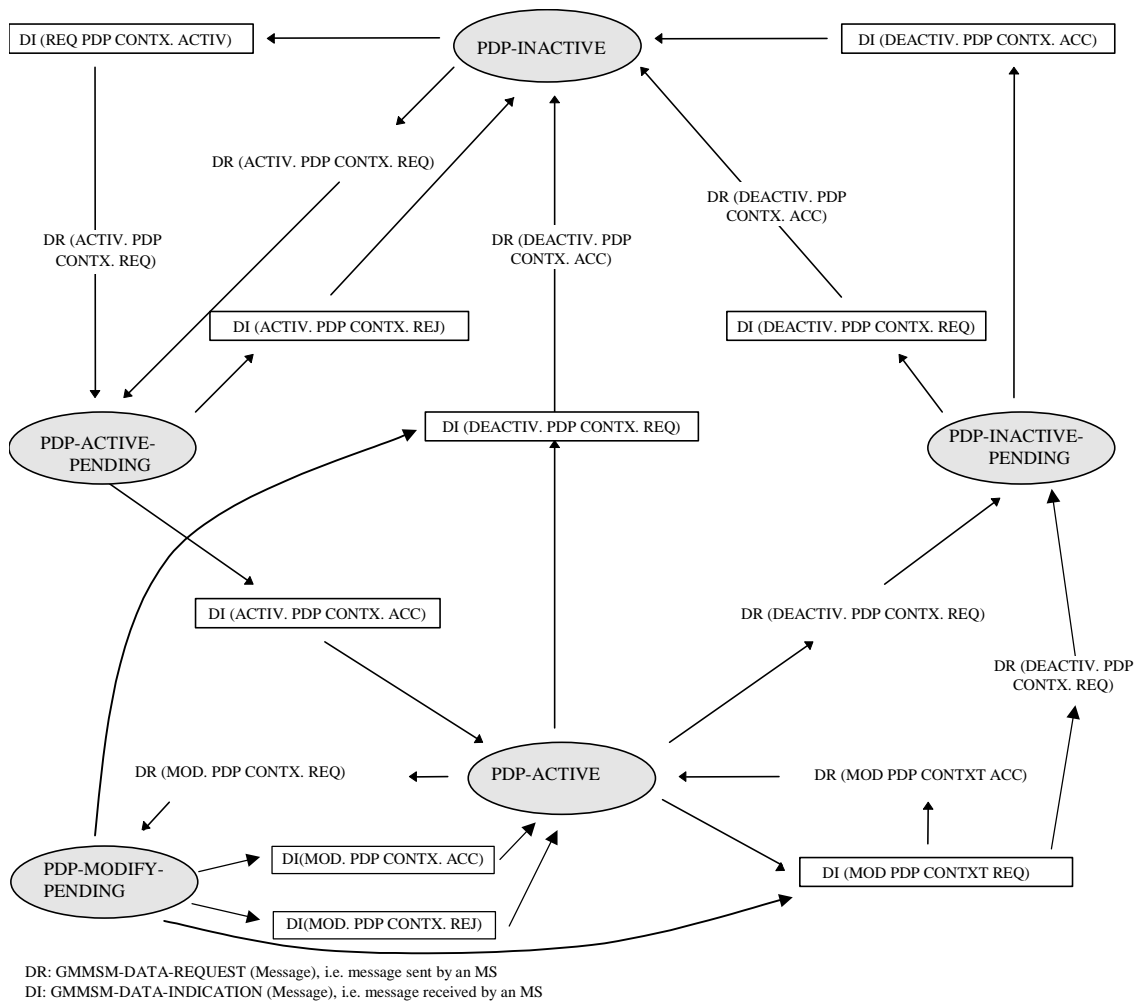 DI (REQ PDP CONTX. ACTIV)
PDP-INACTIVE
DI (DEACTIV. PDP CONTX. ACC)
DR (ACTIV. PDP CONTX. REQ)
DR (DEACTIV. PDP
CONTX. ACC)
DR (ACTIV. PDP
CONTX. REQ)
DR (DEACTIV. PDP
CONTX. ACC)
DI (ACTIV. PDP CONTX. REJ)
DI (DEACTIV. PDP CONTX. REQ)
PDP-ACTIVE-
PENDING
DI (DEACTIV. PDP CONTX. REQ)
PDP-INACTIVE-
PENDING
DI (ACTIV. PDP CONTX. ACC)
DR (DEACTIV. PDP CONTX. REQ)
DR (DEACTIV. PDP
CONTX. REQ)
DR (MOD. PDP CONTX. REQ)
PDP-ACTIVE
DR (MOD PDP CONTXT ACC)
PDP-MODIFY-
PENDING
DI(MOD. PDP CONTX. ACC)
DI (MOD PDP CONTXT REQ)
DI(MOD. PDP CONTX. REJ)
DR: GMMSM-DATA-REQUEST (Message), i.e. message sent by an MS
DI: GMMSM-DATA-INDICATION (Message), i.e. message received by an MS